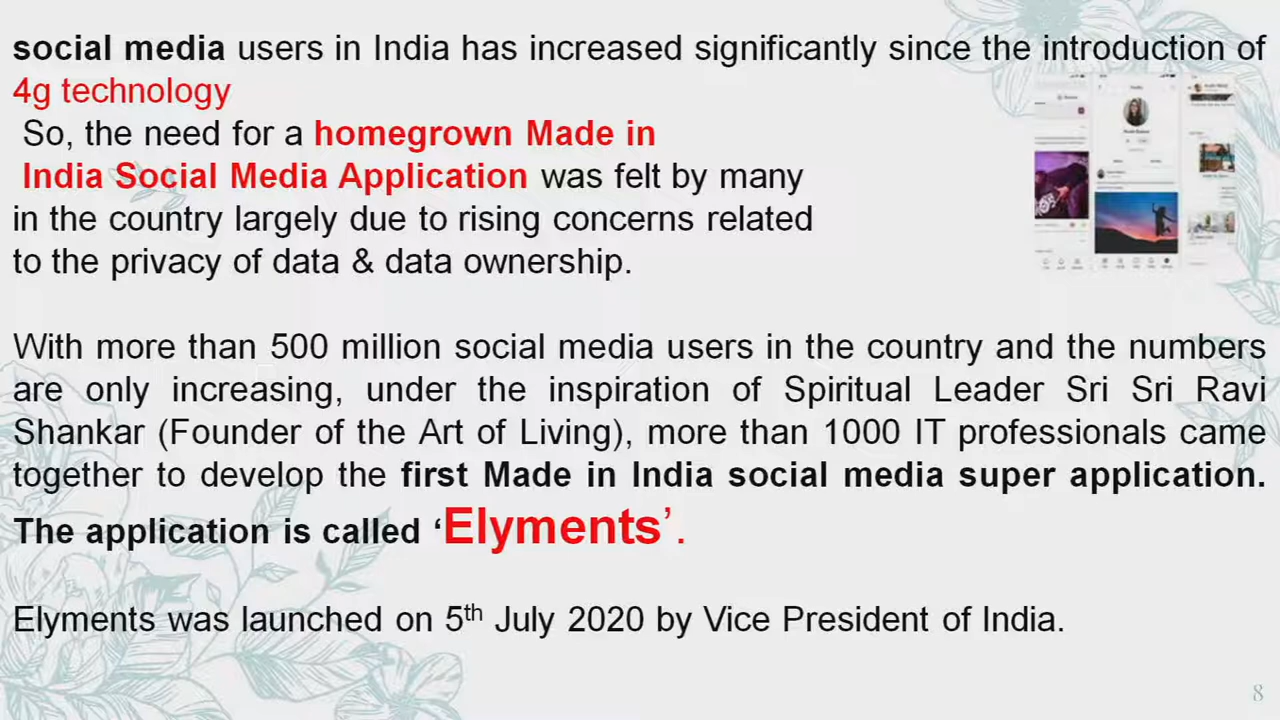 social media users in India has increased significantly since the introduction of
4g technology
So, the need for a homegrown Made in
India Social Media Application was felt by many
in the country largely due to rising concerns related
to the privacy of data & data ownership.
With more than 500 million social media users in the country and the numbers
are only increasing, under the inspiration of Spiritual Leader Sri Sri Ravi
Shankar (Founder of the Art of Living), more than 1000 IT professionals came
together to develop the first Made in India social media super application.
The application is called ‘Elyments’.
Elyments was launched on 5th July 2020 by Vice President of India.
8